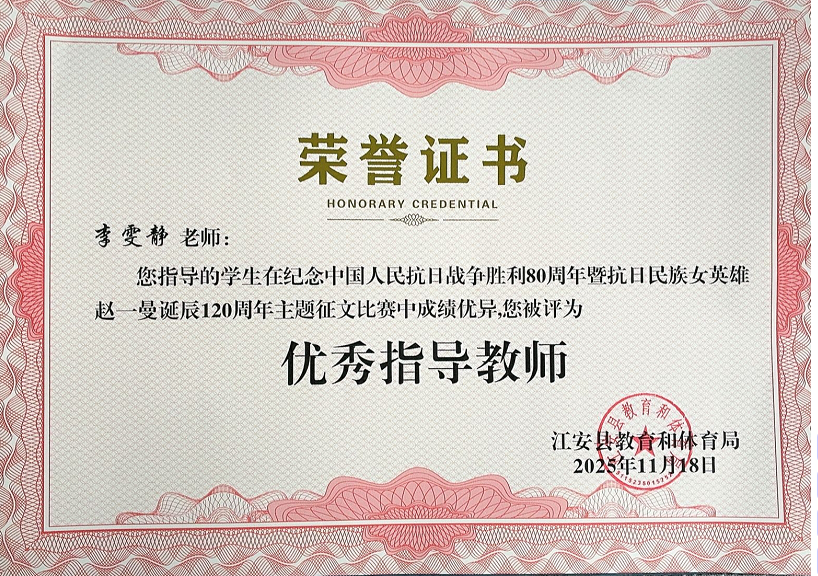 荣誉证书
HONORARY CREDENTIAL
李雯静 老师：
您指导的学生在纪念中国人民抗日战争胜利80周年暨抗日民族女英雄
赵一曼诞辰120周年主题征文比赛中成绩优异,您被评为
优秀指导教师
江安县教育和体育局
2025年11月18日